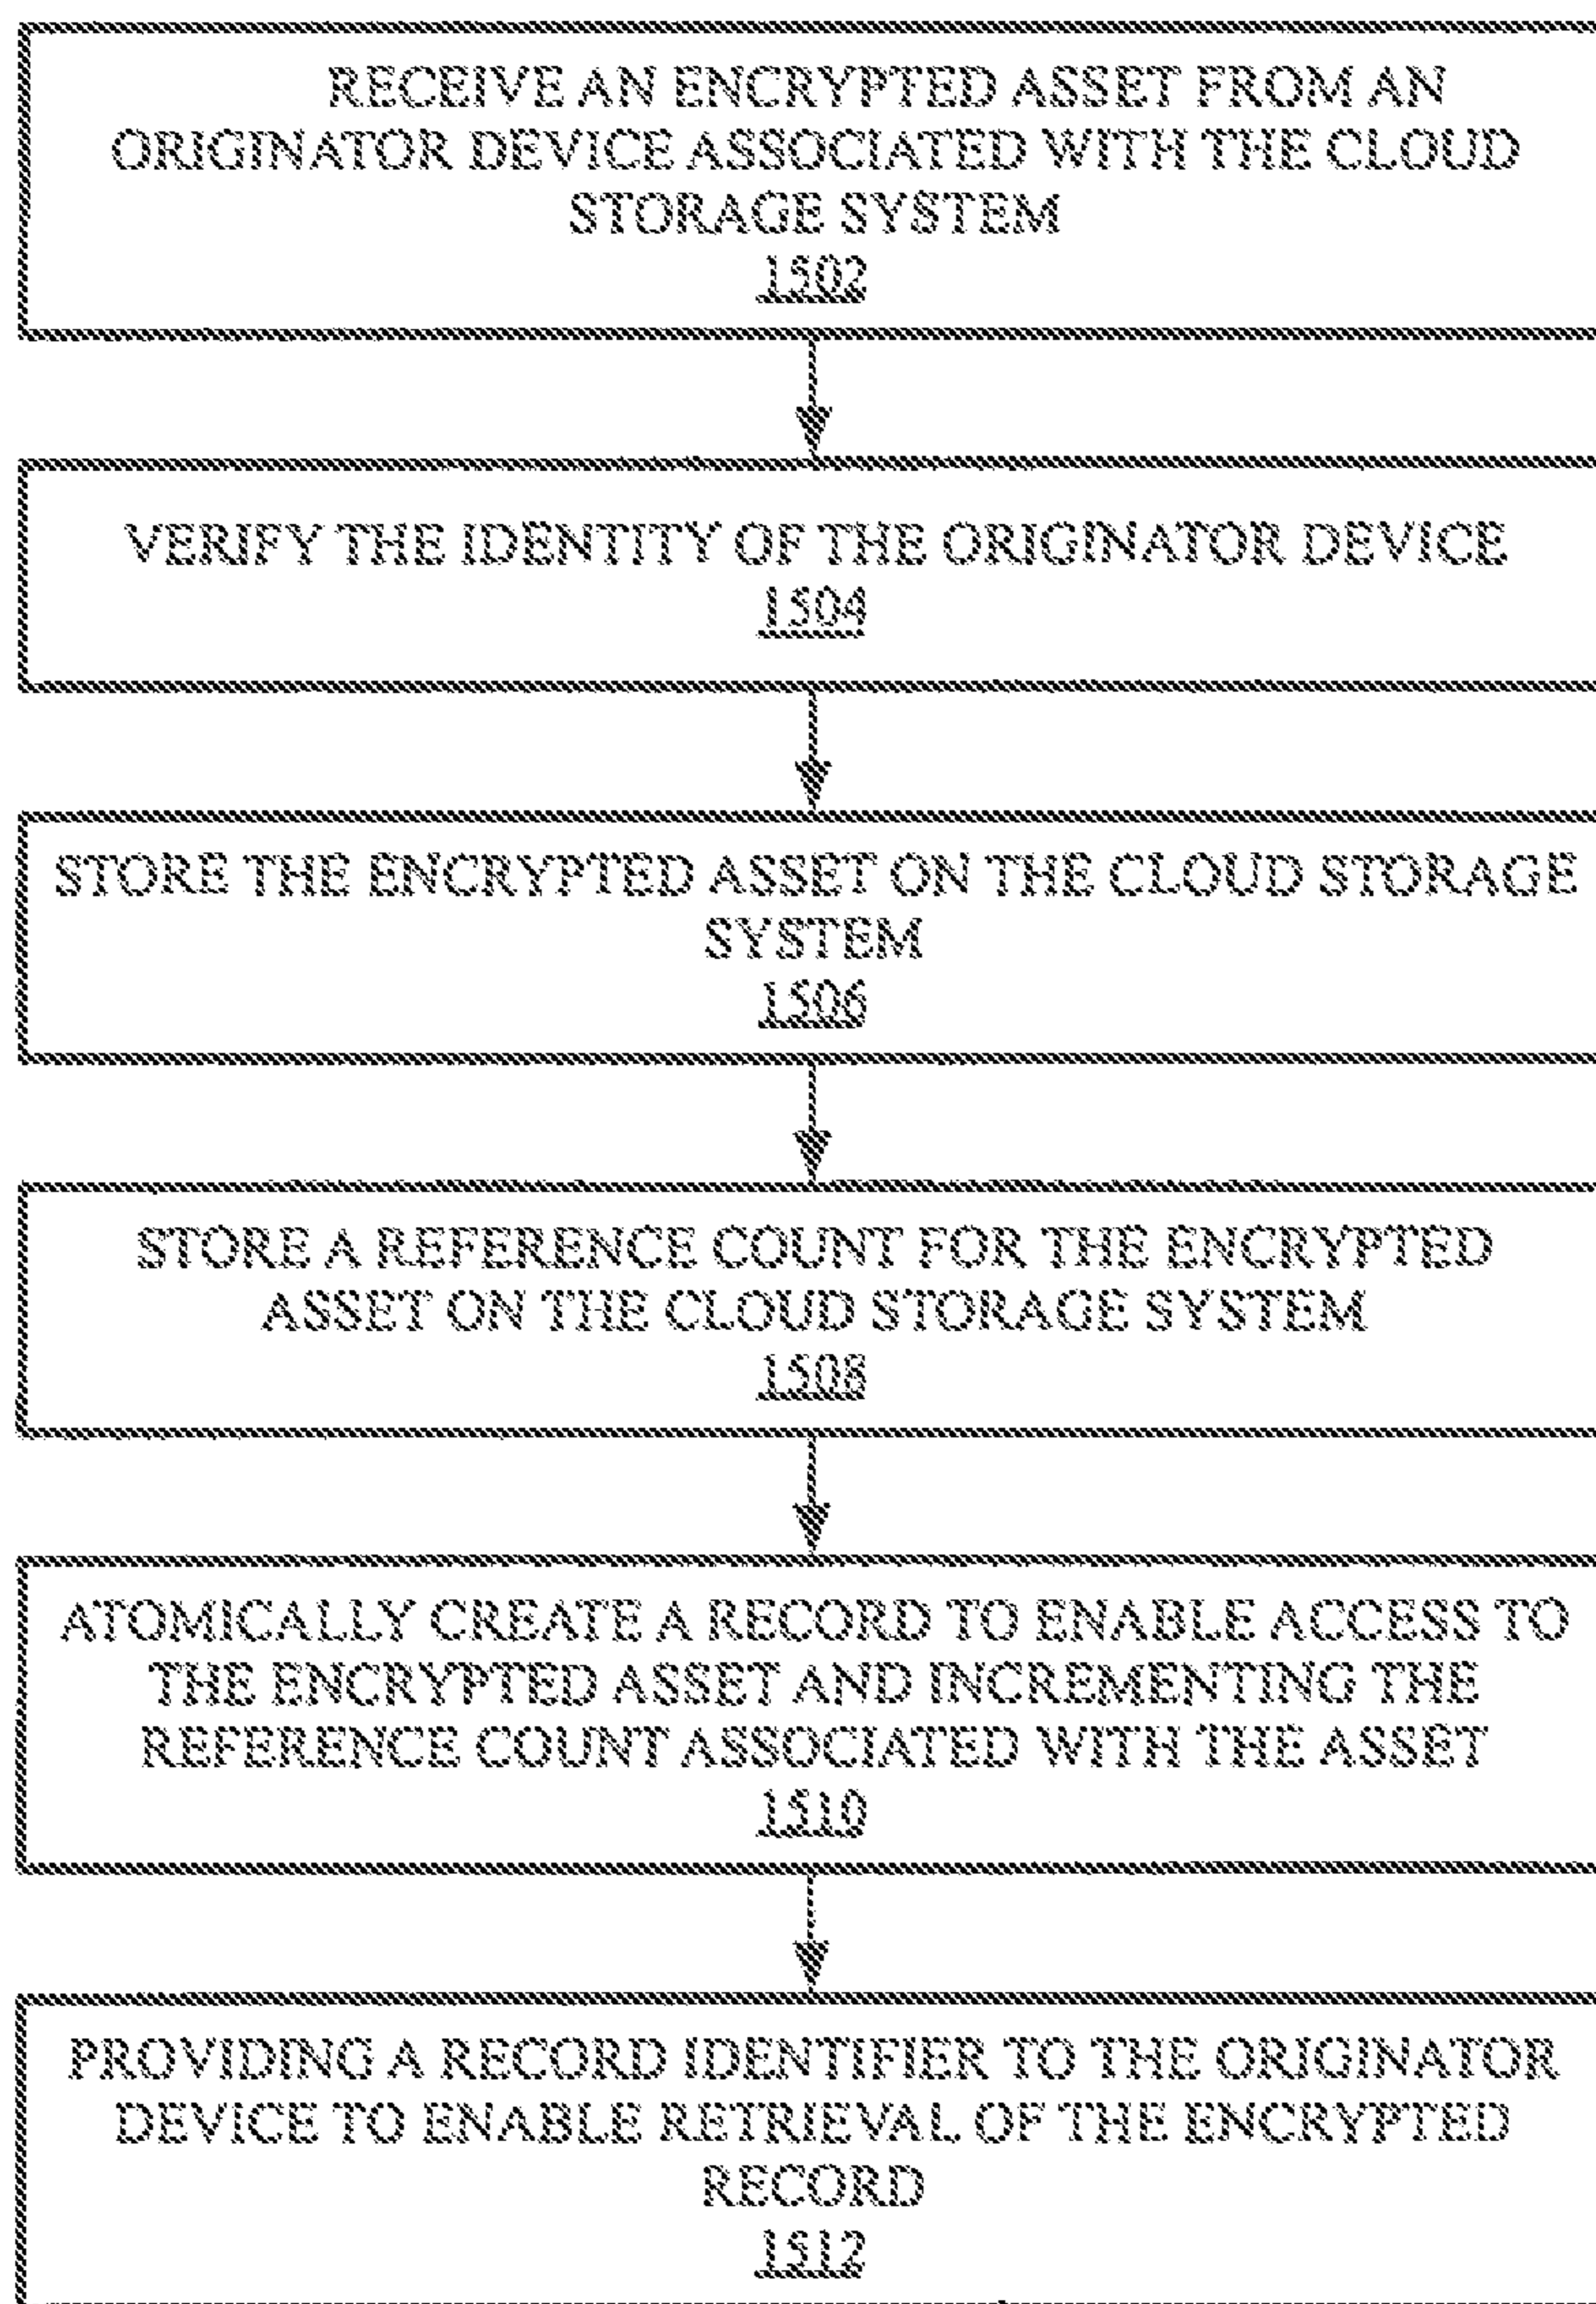 RECEIVE AN ENCRYPTED ASSET FROM AN
ORIGINATOR DEVICE ASSOCIATED WITH THE CLOUD
STORAGE SYSTEM
1502
VERIFY THE IDENTITY OF THE ORIGINATOR DEVICE
1504
STORE THE ENCRYPTED ASSET ON THE CLOUD STORAGE
SYSTEM
1506
STORE A REFERENCE COUNT FOR THE ENCRYPTED
ASSET ON THE CLOUD STORAGE SYSTEM
1508
ATOMICALLY CREATE A RECORD TO ENABLE ACCESS TO
THE ENCRYPTED ASSET AND INCREMENTING THE
REFERENCE COUNT ASSOCIATED WITH THE ASSET
1510
PROVIDING A RECORD IDENTIFIER TO THE ORIGINATOR
DEVICE TO ENABLE RETRIEVAL OF THE ENCRYPTED
RECORD
1512